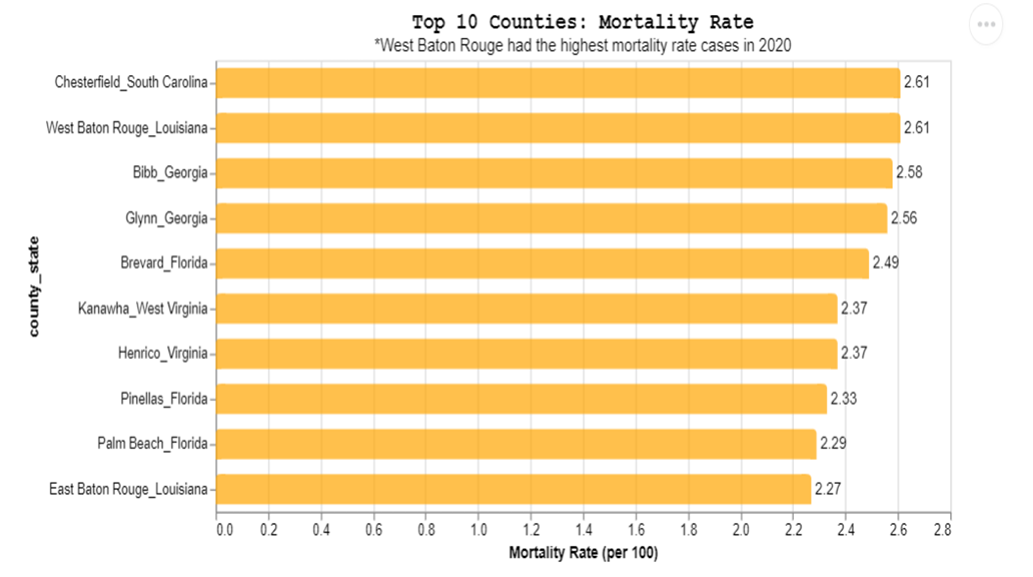 Top 10 Counties: Mortality Rate
*West Baton Rouge had the highest mortality rate cases in 2020
county_state
Chesterfield_South Carolina 2.61
West Baton Rouge_Louisiana 2.61
Bibb_Georgia 2.58
Glynn_Georgia 2.56
Brevard_Florida 2.49
Kanawha_West Virginia 2.37
Henrico_Virginia 2.37
Pinellas_Florida 2.33
Palm Beach_Florida 2.29
East Baton Rouge_Louisiana 2.27
0.0 0.2 0.4 0.6 0.8 1.0 1.2 1.4 1.6 1.8 2.0 2.2 2.4 2.6 2.8
Mortality Rate (per 100)